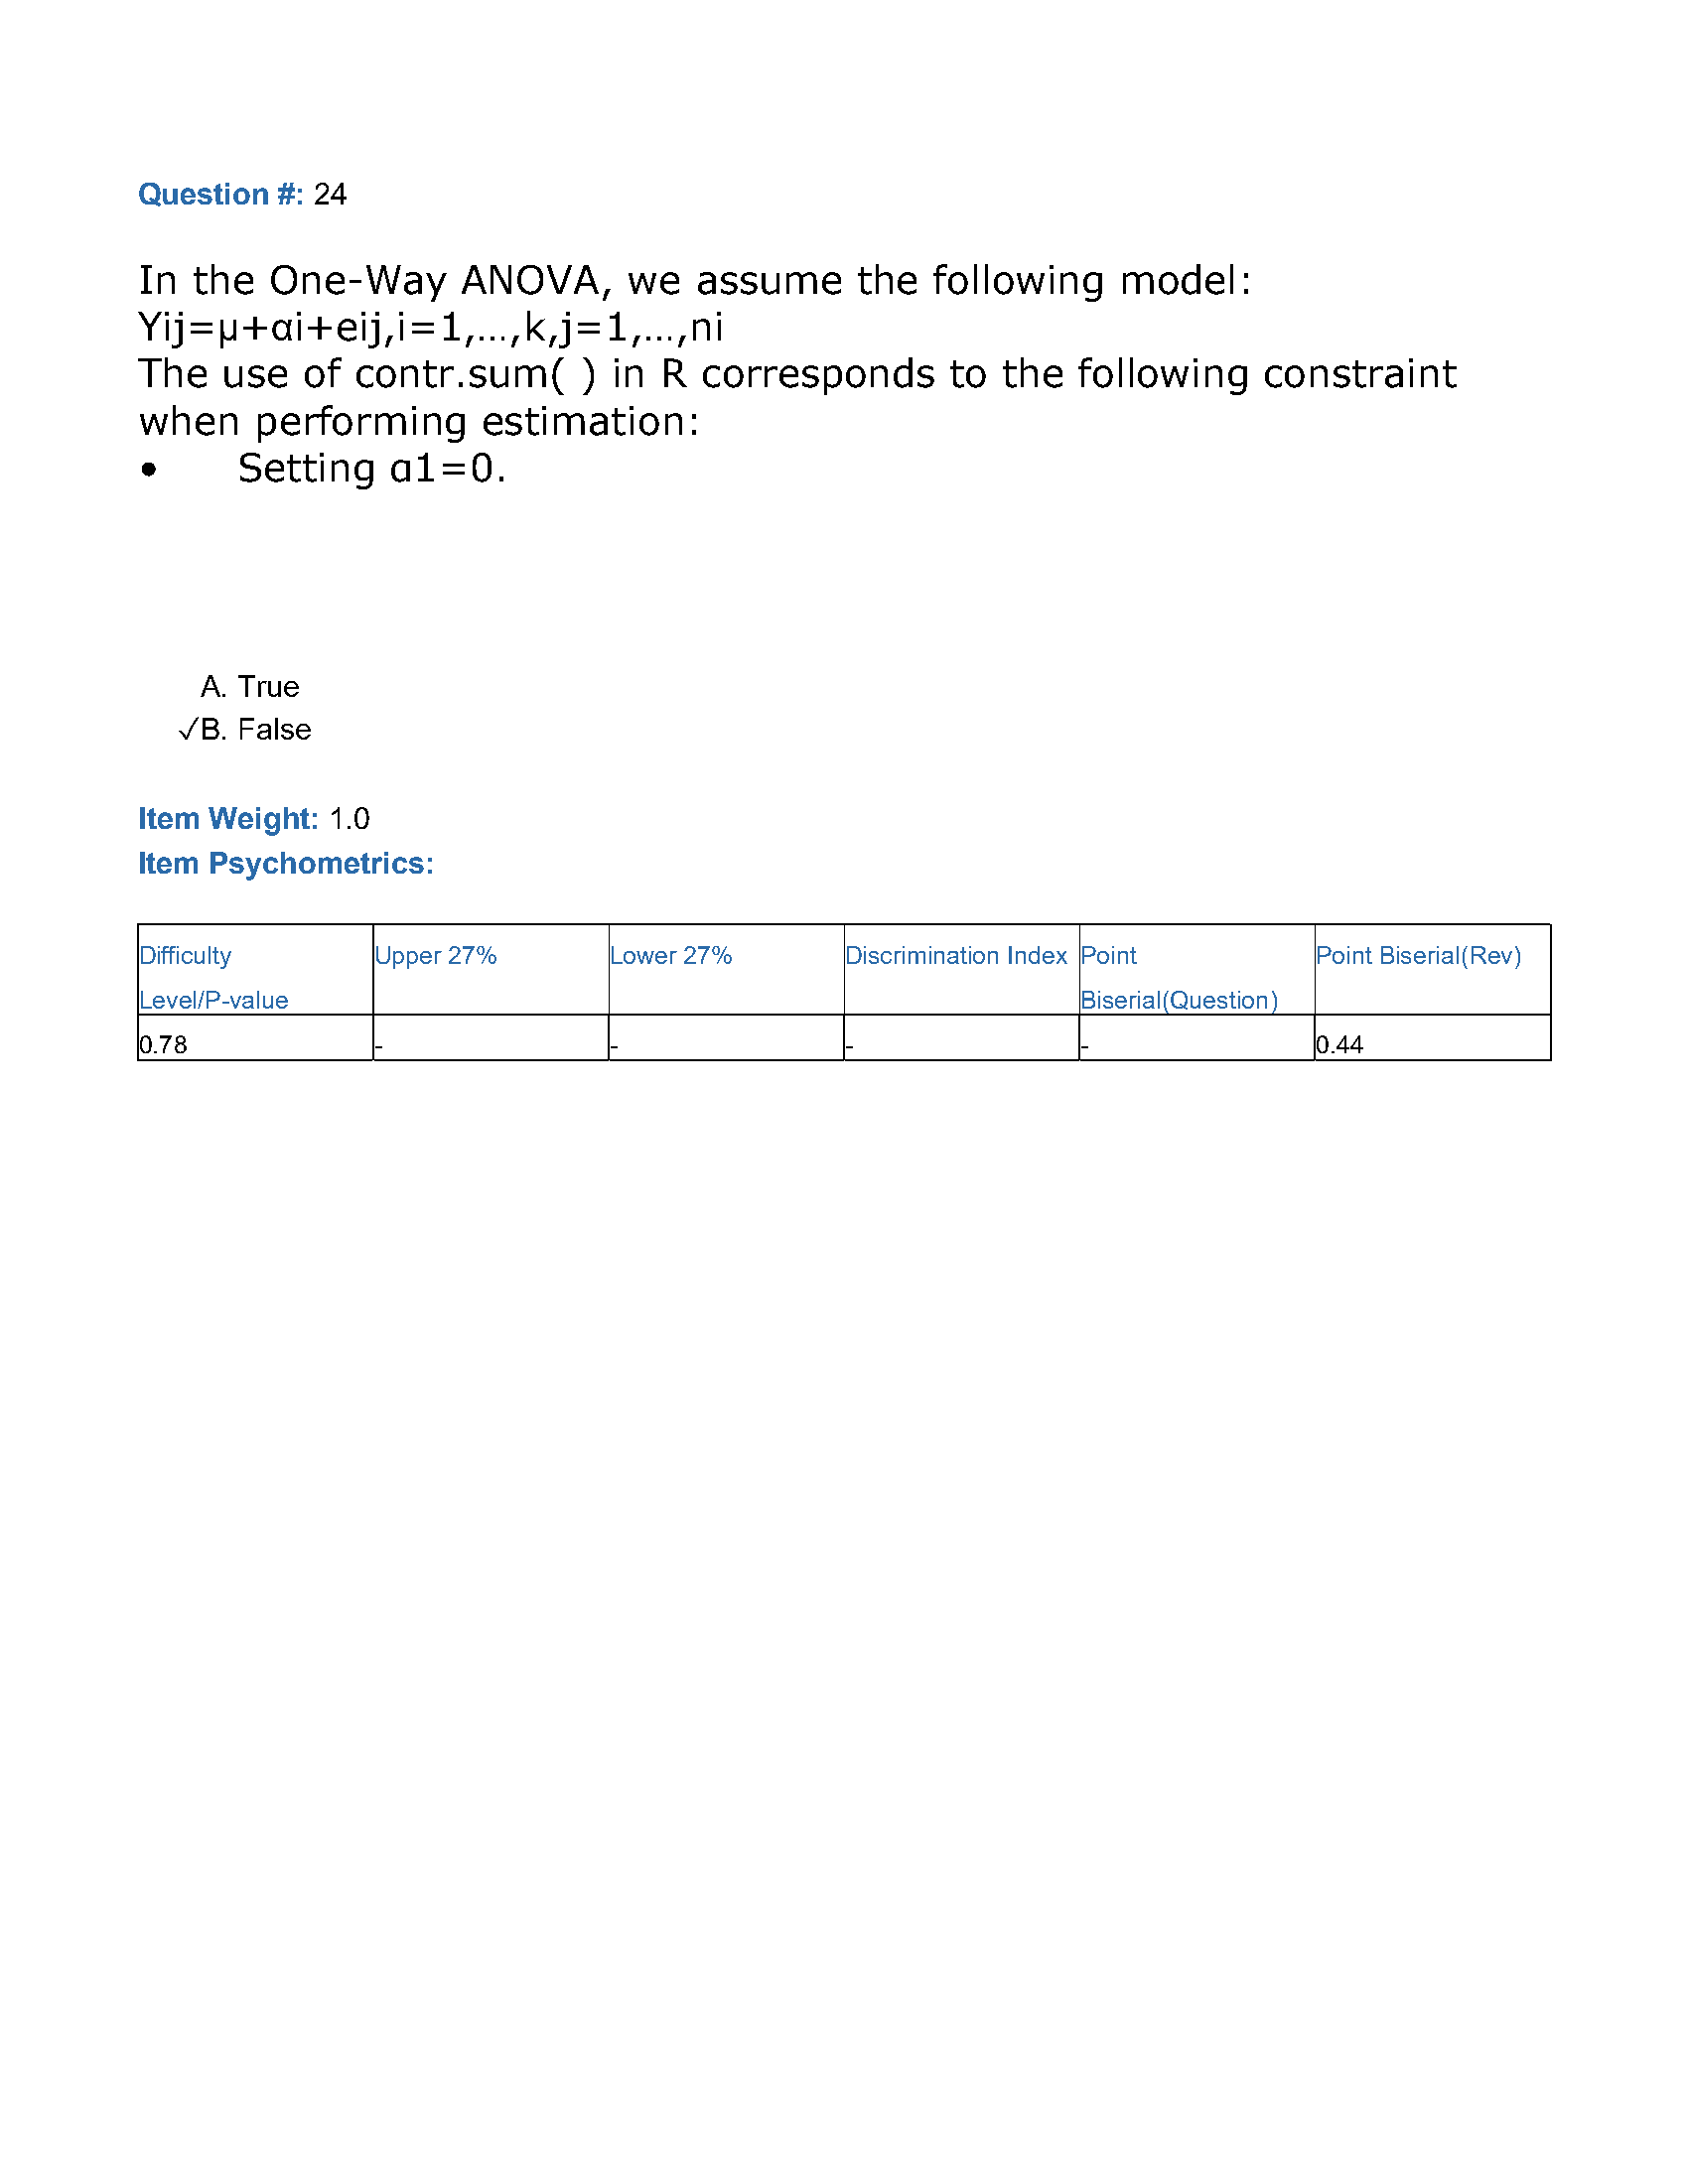 Question #: 24
In the One-Way ANOVA, we assume the following model:
Yij=μ+αi+eij,i=1,…,k,j=1,…,ni
The use of contr.sum( ) in R corresponds to the following constraint
when performing estimation:
• Setting α1=0.
A. True
✓B. False
Item Weight: 1.0
Item Psychometrics:
Difficulty Level/P-value Upper 27% Lower 27% Discrimination Index Point Biserial(Question) Point Biserial(Rev)
0.78 - - - - 0.44